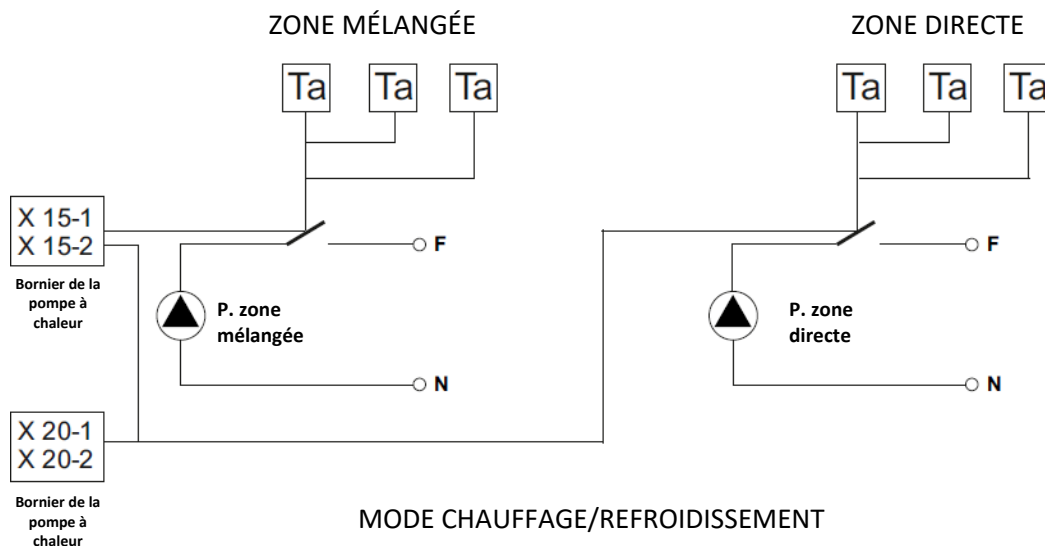 ZONE MÉLANGÉE
ZONE DIRECTE
Ta
Ta
Ta
Ta
Ta
Ta
X 15-1
X 15-2
Bornier de la
pompe à
chaleur
F
P. zone
mélangée
N
F
P. zone
directe
N
X 20-1
X 20-2
Bornier de la
pompe à
chaleur
MODE CHAUFFAGE/REFROIDISSEMENT